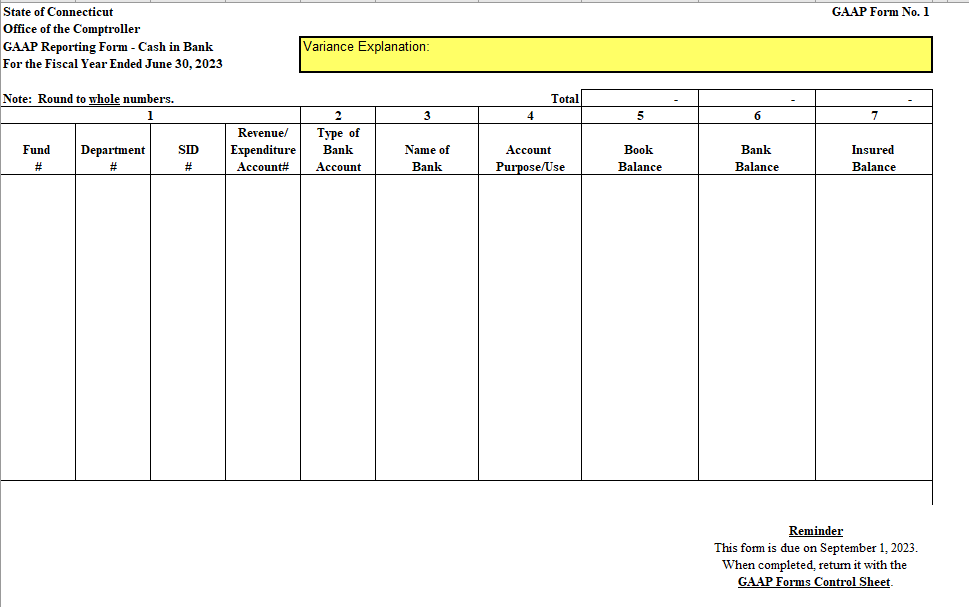 State of Connecticut
GAAP Form No. 1
Office of the Comptroller
GAAP Reporting Form - Cash in Bank
For the Fiscal Year Ended June 30, 2023
Variance Explanation:
Note: Round to whole numbers.
Total - - -
1 2 3 4 5 6 7
Revenue/ Type of
Fund Department SID Expenditure Bank Name of Account Book Bank Insured
# # # Account# Account Bank Purpose/Use Balance Balance Balance
Reminder
This form is due on September 1, 2023.
When completed, return it with the
GAAP Forms Control Sheet.